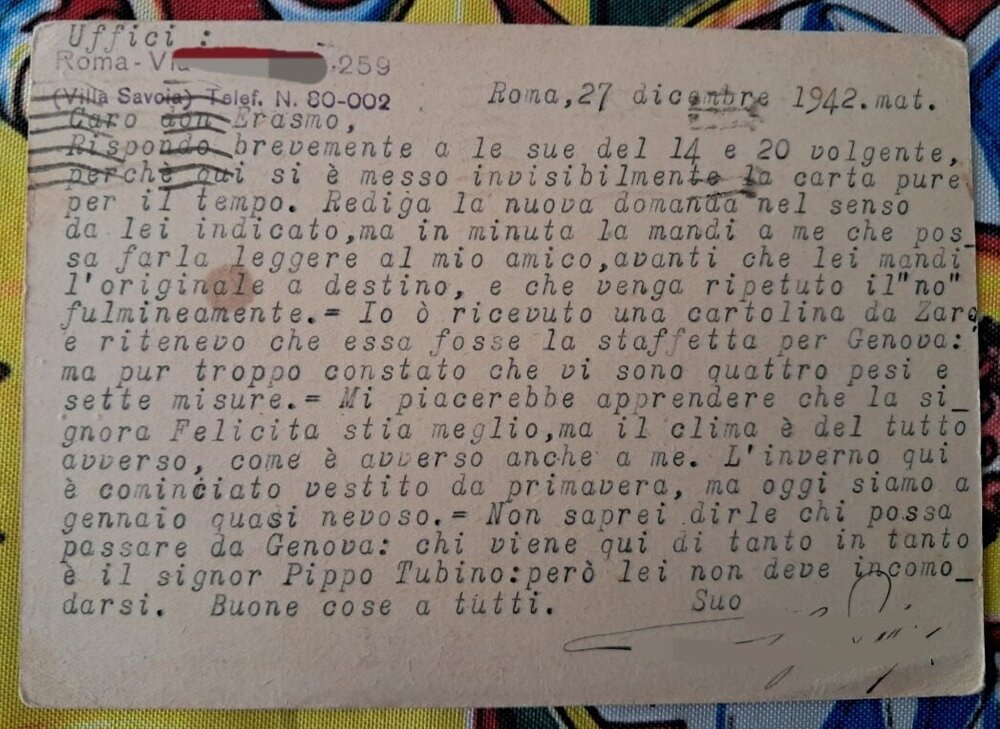 Uffici :
Roma - Via 259
(Villa Savoia) Telef. N. 80-002
Roma,27 dicembre 1942.mat.
Caro don Erasmo,
Rispondo brevemente a le sue del 14 e 20 volgente,
perchè qui si è messo invisibilmente la carta pure
per il tempo. Rediga la nuova domanda nel senso
da lei indicato,ma in minuta la mandi a me che pos_
sa farla leggere al mio amico,avanti che lei mandi
l'originale a destino, e che venga ripetuto il"no"
fulmineamente.= Io ò ricevuto una cartolina da Zara
e ritenevo che essa fosse la staffetta per Genova:
ma pur troppo constato che vi sono quattro pesi e
sette misure.= Mi piacerebbe apprendere che la si_
gnora Felicita stia meglio,ma il clima è del tutto
avverso, come è avverso anche a me. L'inverno qui
è cominciato vestito da primavera, ma oggi siamo a
gennaio quasi nevoso.= Non saprei dirle chi possa
passare da Genova: chi viene qui di tanto in tanto
è il signor Pippo Tubino:però lei non deve incomo_
darsi. Buone cose a tutti. Suo